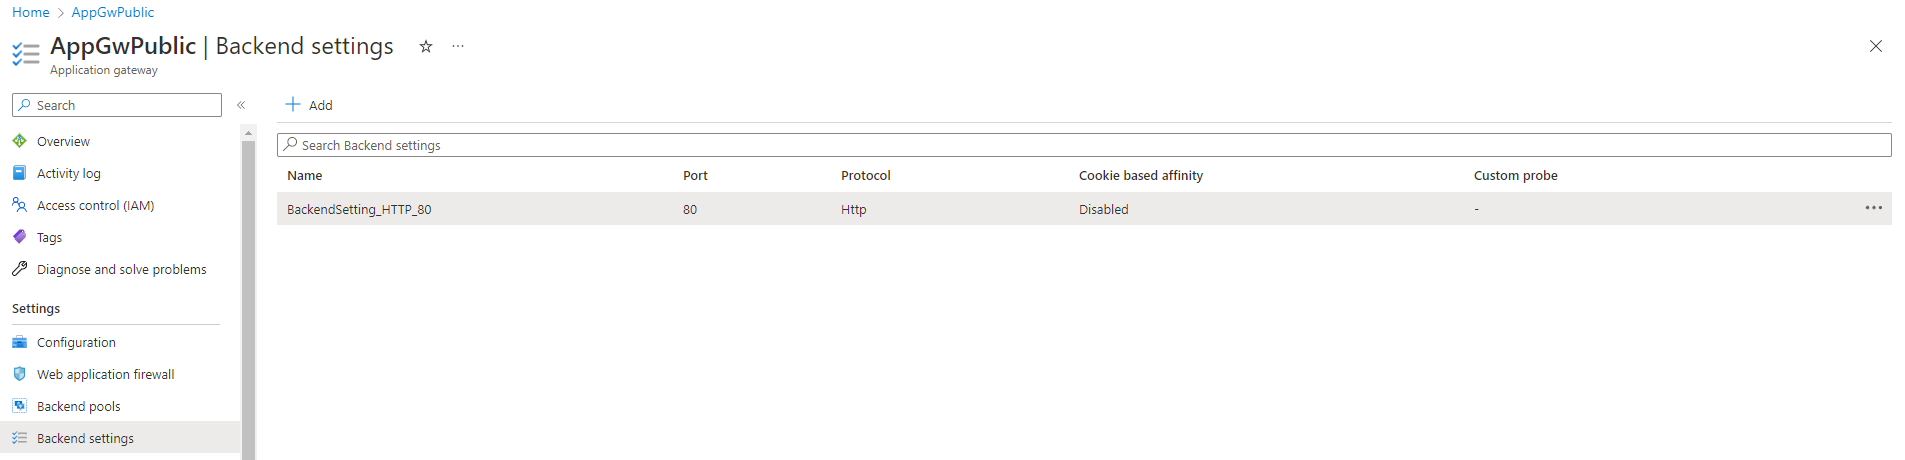 Home > AppGwPublic
AppGwPublic | Backend settings ☆ ···
Application gateway
Search «
Overview
Activity log
Access control (IAM)
Tags
Diagnose and solve problems
Settings
Configuration
Web application firewall
Backend pools
Backend settings
+ Add
Search Backend settings
Name Port Protocol Cookie based affinity Custom probe
BackendSetting_HTTP_80 80 Http Disabled - ···